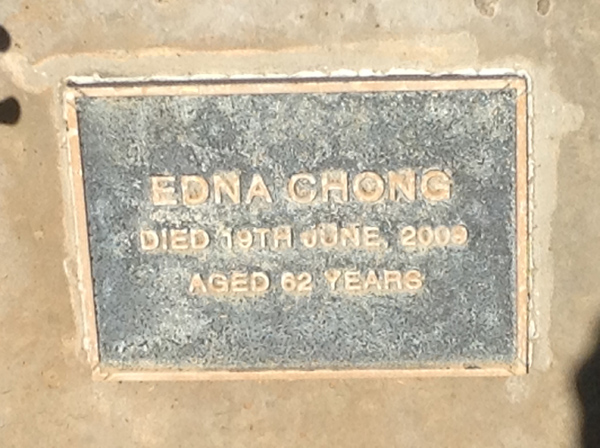 EDNA CHONG
DIED 19TH JUNE, 2009
AGED 62 YEARS